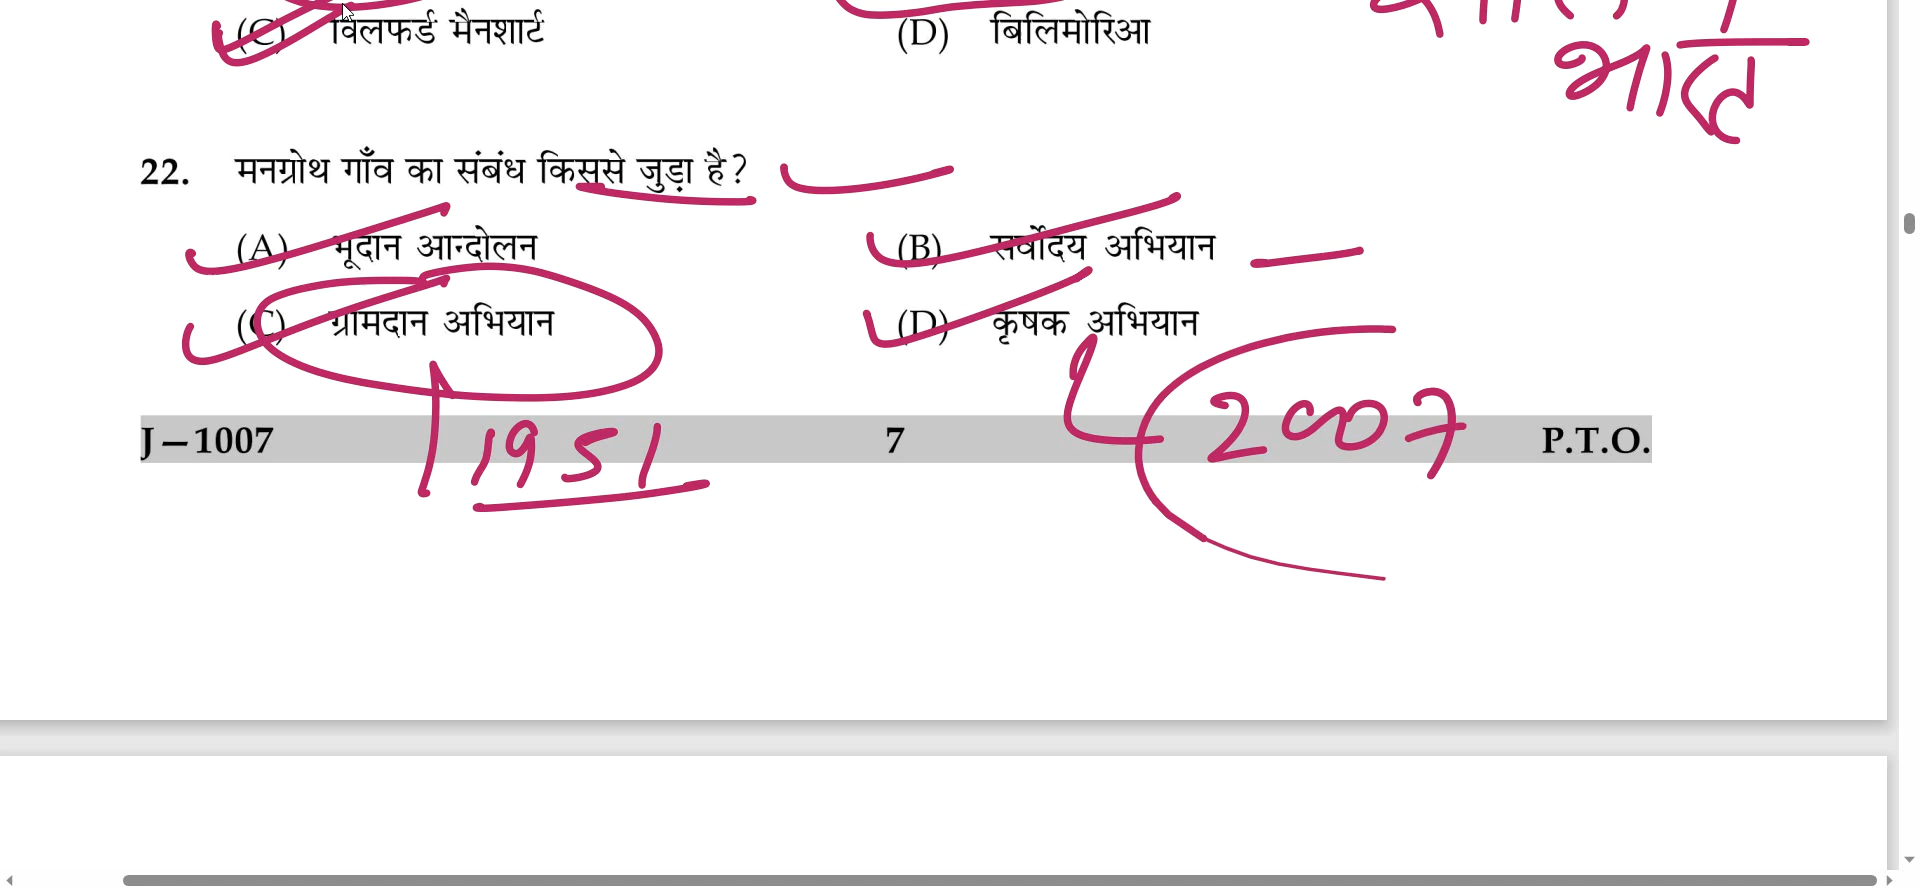 (C) विलफर्ड मैनशार्ट (D) बिलिमोरिआ
भारत
22. मनग्रोथ गाँव का संबंध किससे जुड़ा है?
(A) भूदान आन्दोलन (B) सर्वोदय अभियान
(C) ग्रामदान अभियान (D) कृषक अभियान
1951 2007
J–1007 7 P.T.O.